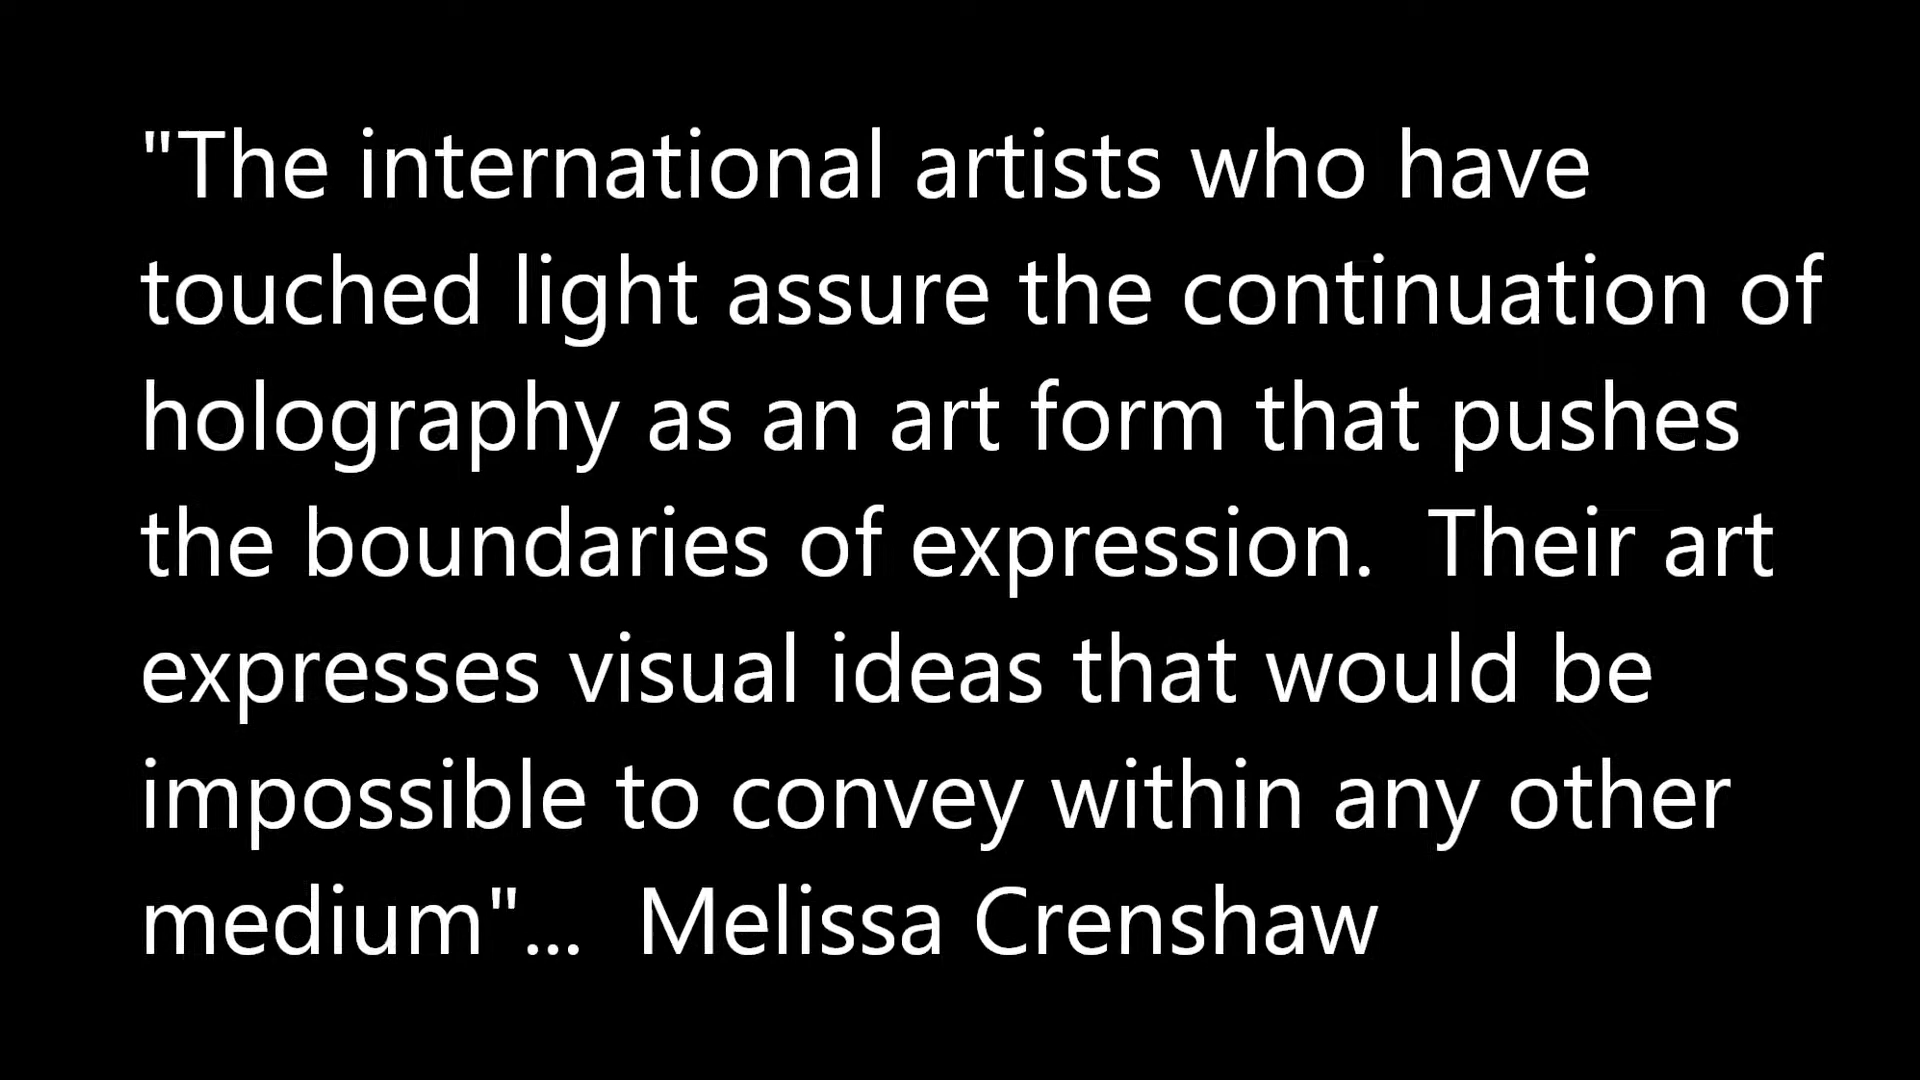 "The international artists who have
touched light assure the continuation of
holography as an art form that pushes
the boundaries of expression.  Their art
expresses visual ideas that would be
impossible to convey within any other
medium"...  Melissa Crenshaw